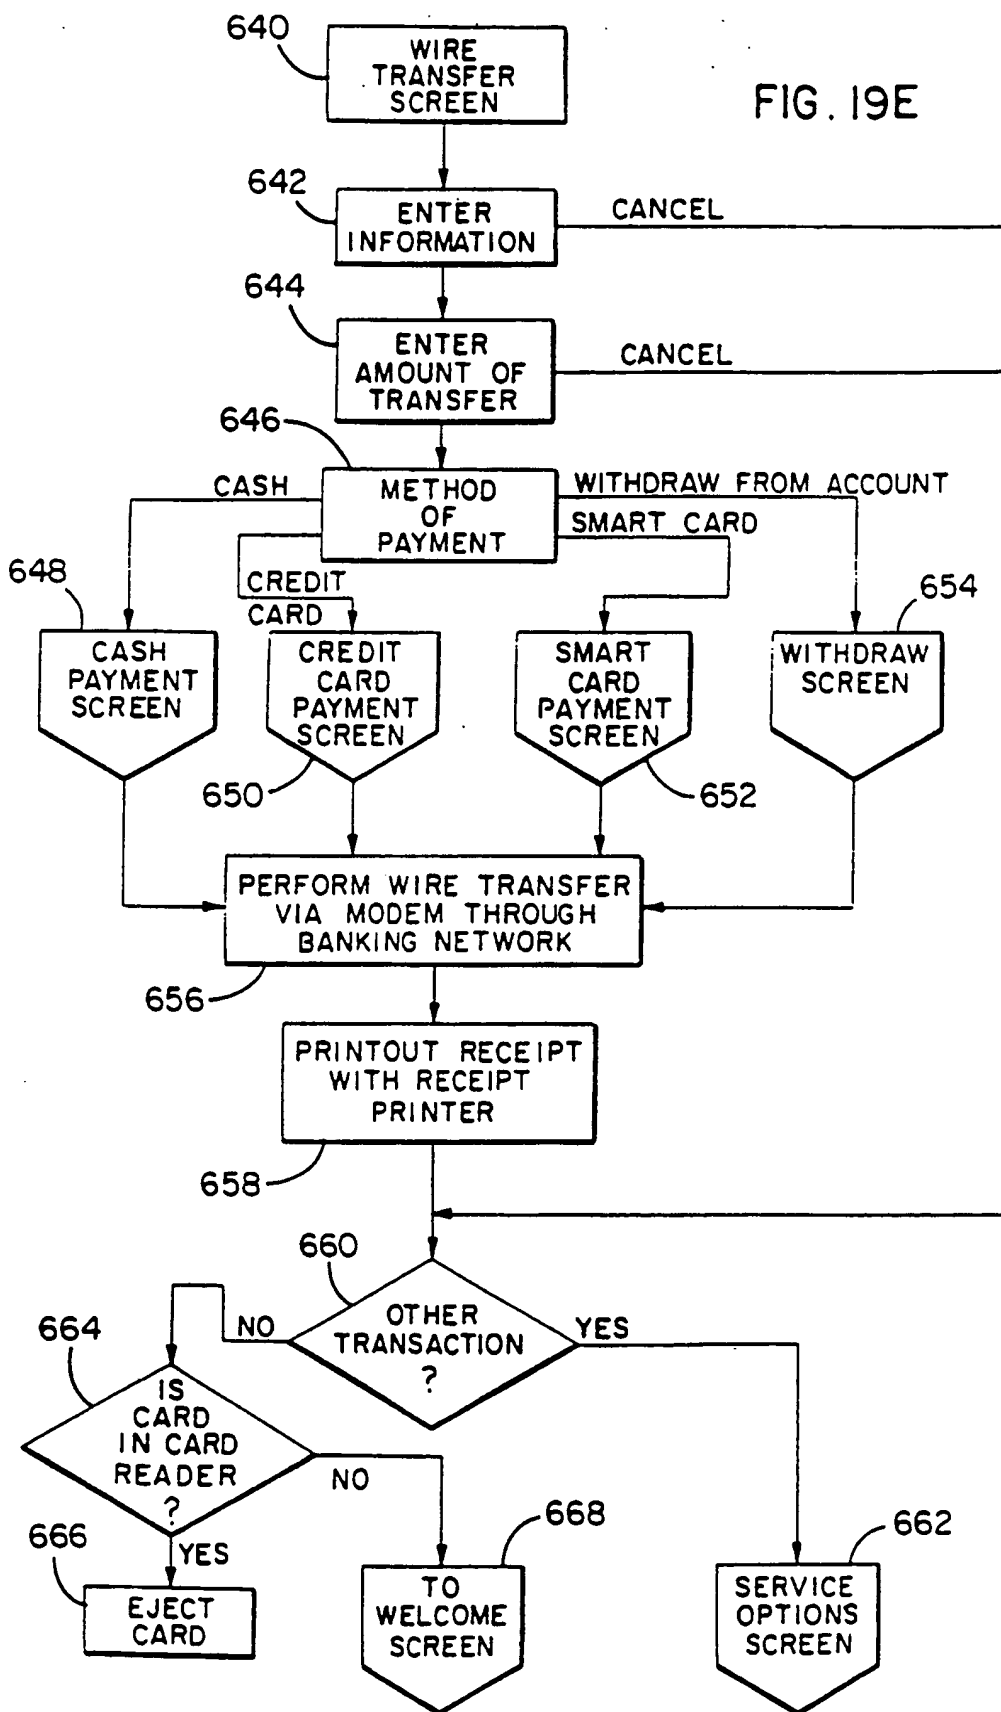 640
WIRE
TRANSFER
SCREEN
FIG. 19E
642
ENTER
INFORMATION
CANCEL
644
ENTER
AMOUNT OF
TRANSFER
CANCEL
646
CASH
METHOD
OF
PAYMENT
WITHDRAW FROM ACCOUNT
SMART CARD
CREDIT
CARD
648
CASH
PAYMENT
SCREEN
CREDIT
CARD
PAYMENT
SCREEN
650
SMART
CARD
PAYMENT
SCREEN
652
654
WITHDRAW
SCREEN
PERFORM WIRE TRANSFER
VIA MODEM THROUGH
BANKING NETWORK
656
PRINTOUT RECEIPT
WITH RECEIPT
PRINTER
658
660
OTHER
TRANSACTION
?
NO
YES
664
IS
CARD
IN CARD
READER
?
NO
YES
666
EJECT
CARD
668
TO
WELCOME
SCREEN
662
SERVICE
OPTIONS
SCREEN